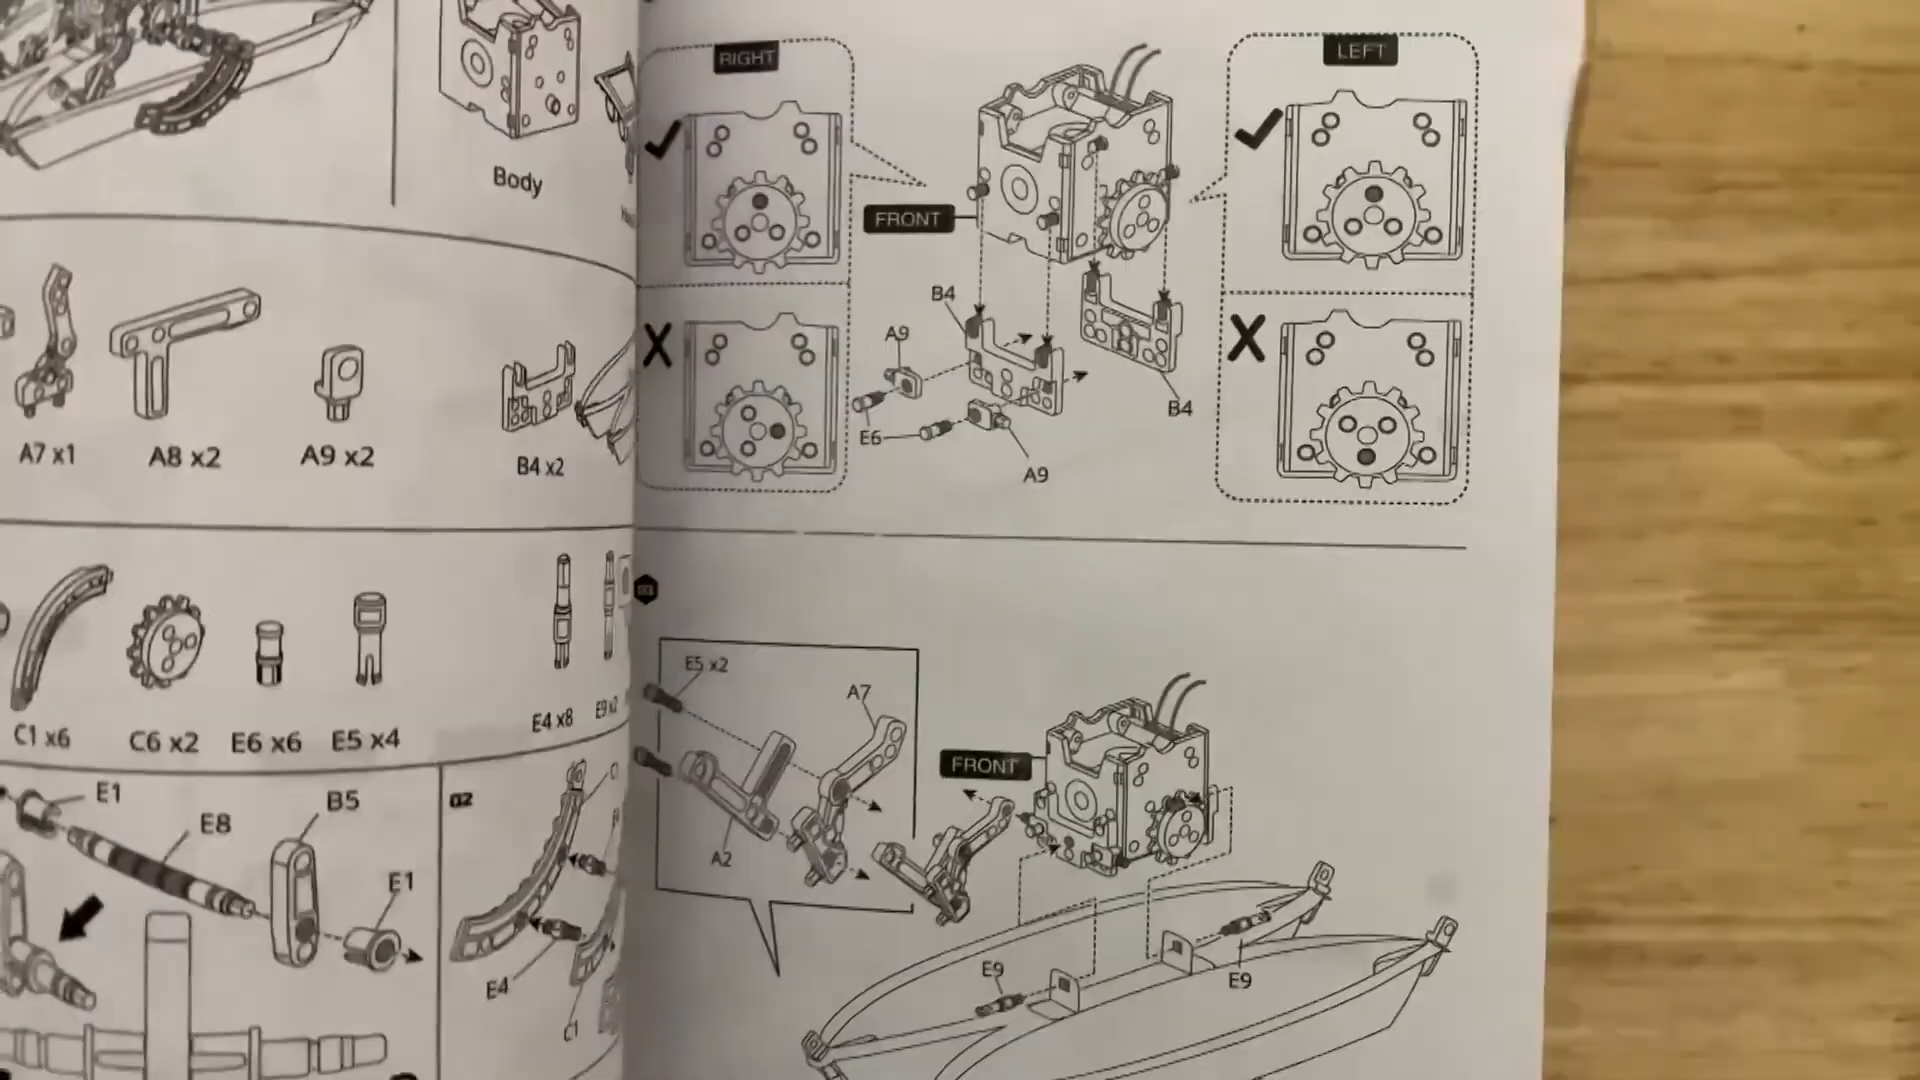 Body
A7 x1
A8 x2
A9 x2
B4 x2
C1 x6
C6 x2
E6 x6
E5 x4
E4 x8
E9 x2
E1
E8
B5
E1
02
E4
C1
RIGHT
LEFT
FRONT
B4
A9
E6
A9
B4
E5 x2
A7
A2
FRONT
E9
E9